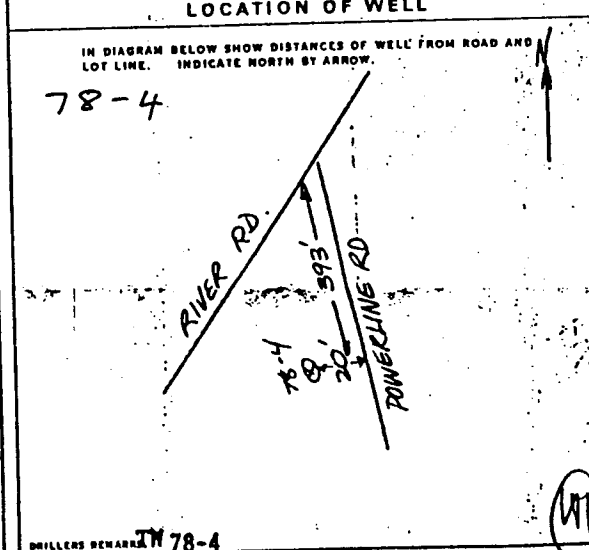 LOCATION OF WELL
IN DIAGRAM BELOW SHOW DISTANCES OF WELL FROM ROAD AND
LOT LINE. INDICATE NORTH BY ARROW.
N
78-4
RIVER RD.
393'
POWERLINE RD
78-4
20'
DRILLERS REMARKS TW 78-4